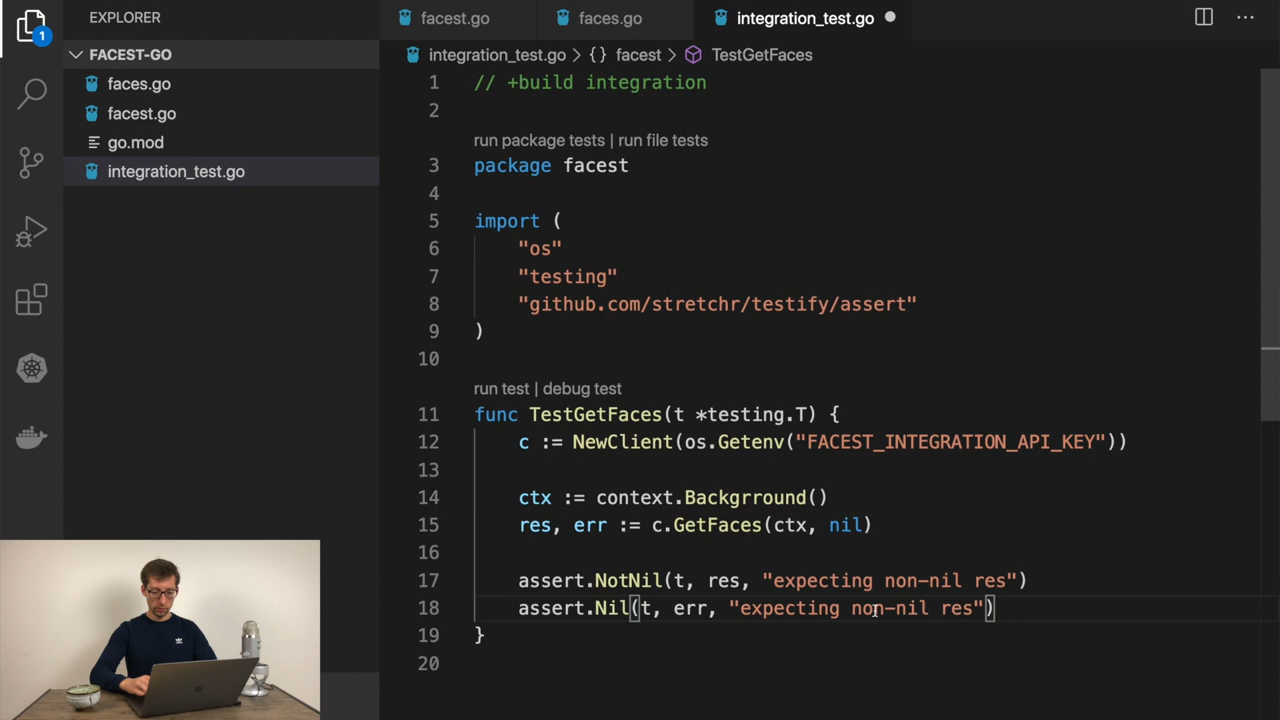 1
EXPLORER
FACEST-GO
faces.go
facest.go
go.mod
integration_test.go
facest.go
faces.go
integration_test.go
integration_test.go > {} facest > TestGetFaces
1 // +build integration
2
run package tests | run file tests
3 package facest
4
5 import (
6 "os"
7 "testing"
8 "github.com/stretchr/testify/assert"
9 )
10
run test | debug test
11 func TestGetFaces(t *testing.T) {
12 c := NewClient(os.Getenv("FACEST_INTEGRATION_API_KEY"))
13
14 ctx := context.Backgrround()
15 res, err := c.GetFaces(ctx, nil)
16
17 assert.NotNil(t, res, "expecting non-nil res")
18 assert.Nil(t, err, "expecting non-nil res")
19 }
20